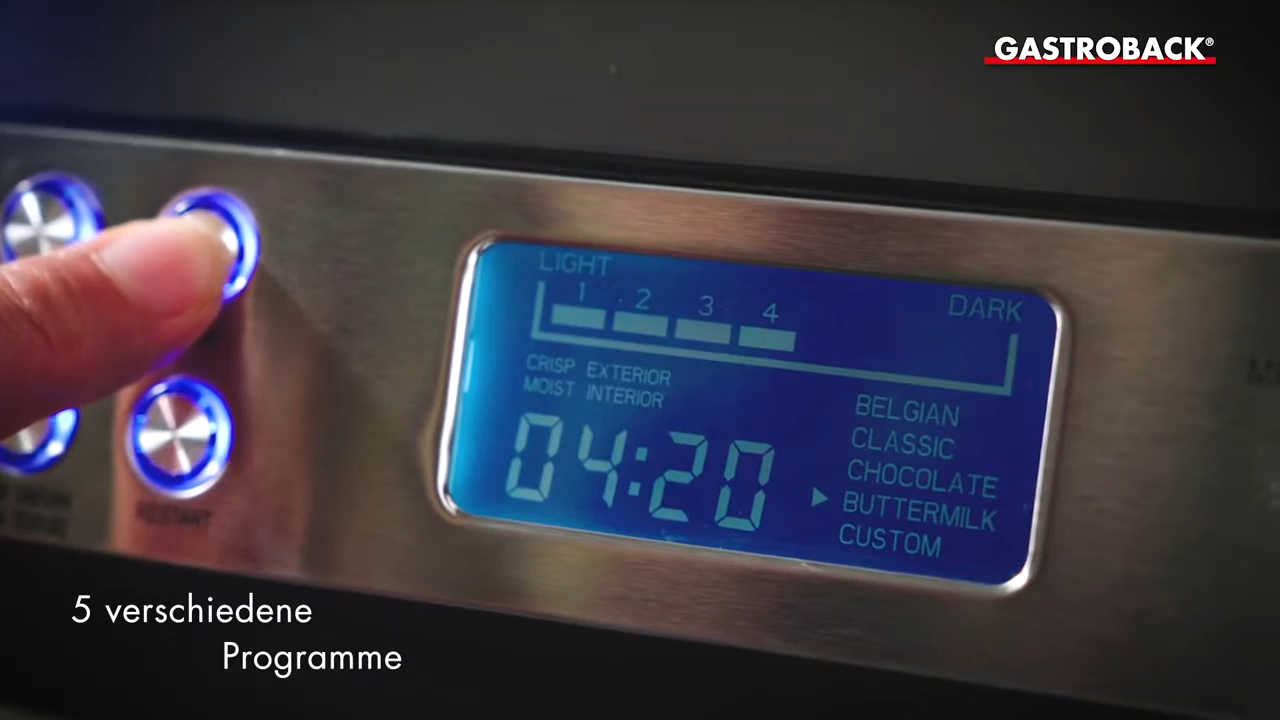 GASTROBACK®
LIGHT
DARK
1 2 3 4
CRISP EXTERIOR
MOIST INTERIOR
04:20
BELGIAN
CLASSIC
CHOCOLATE
▶ BUTTERMILK
CUSTOM
RESTART
5 verschiedene
Programme